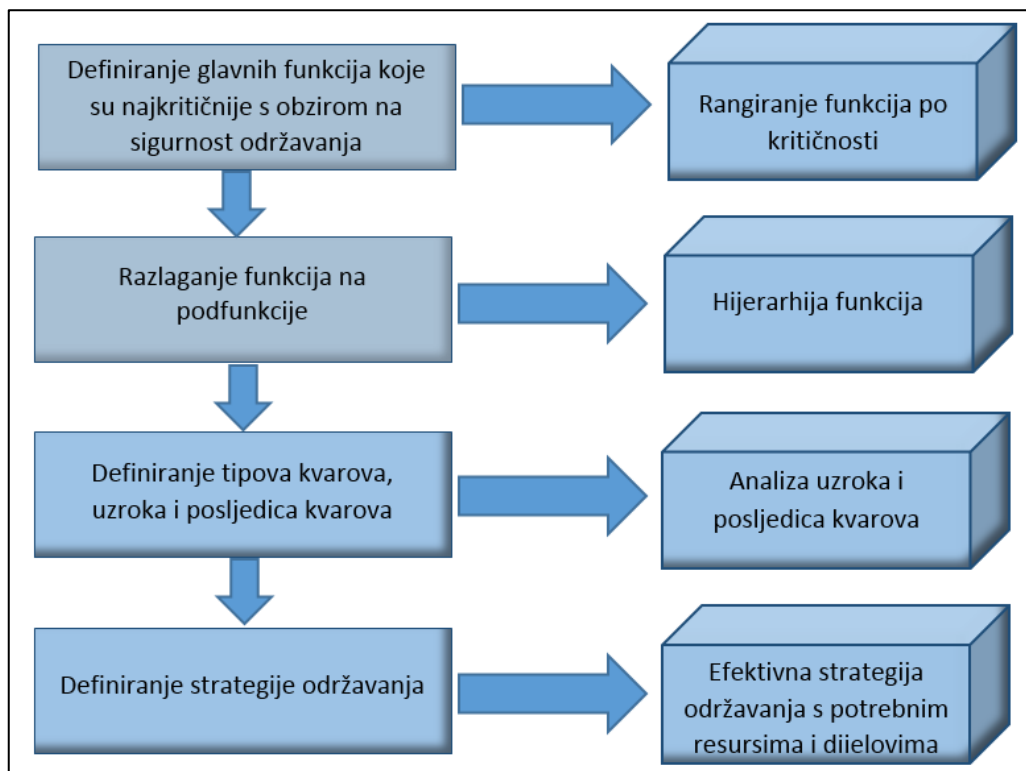 Definiranje glavnih funkcija koje
su najkritičnije s obzirom na
sigurnost održavanja
Rangiranje funkcija po
kritičnosti
Razlaganje funkcija na
podfunkcije
Hijerarhija funkcija
Definiranje tipova kvarova,
uzroka i posljedica kvarova
Analiza uzroka i
posljedica kvarova
Definiranje strategije održavanja
Efektivna strategija
održavanja s potrebnim
resursima i dijelovima